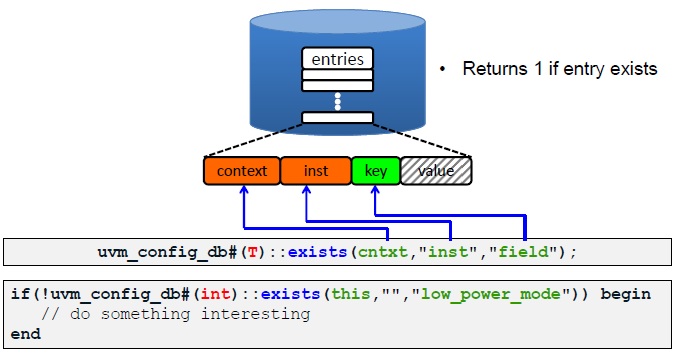 entries
• Returns 1 if entry exists
context inst key value
uvm_config_db#(T)::exists(cntxt,"inst","field");
if(!uvm_config_db#(int)::exists(this,"","low_power_mode")) begin
// do something interesting
end